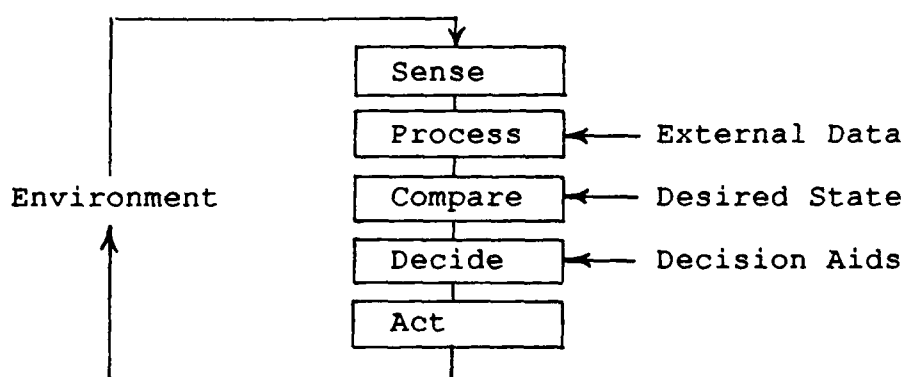 Sense
Process External Data
Environment Compare Desired State
Decide Decision Aids
Act